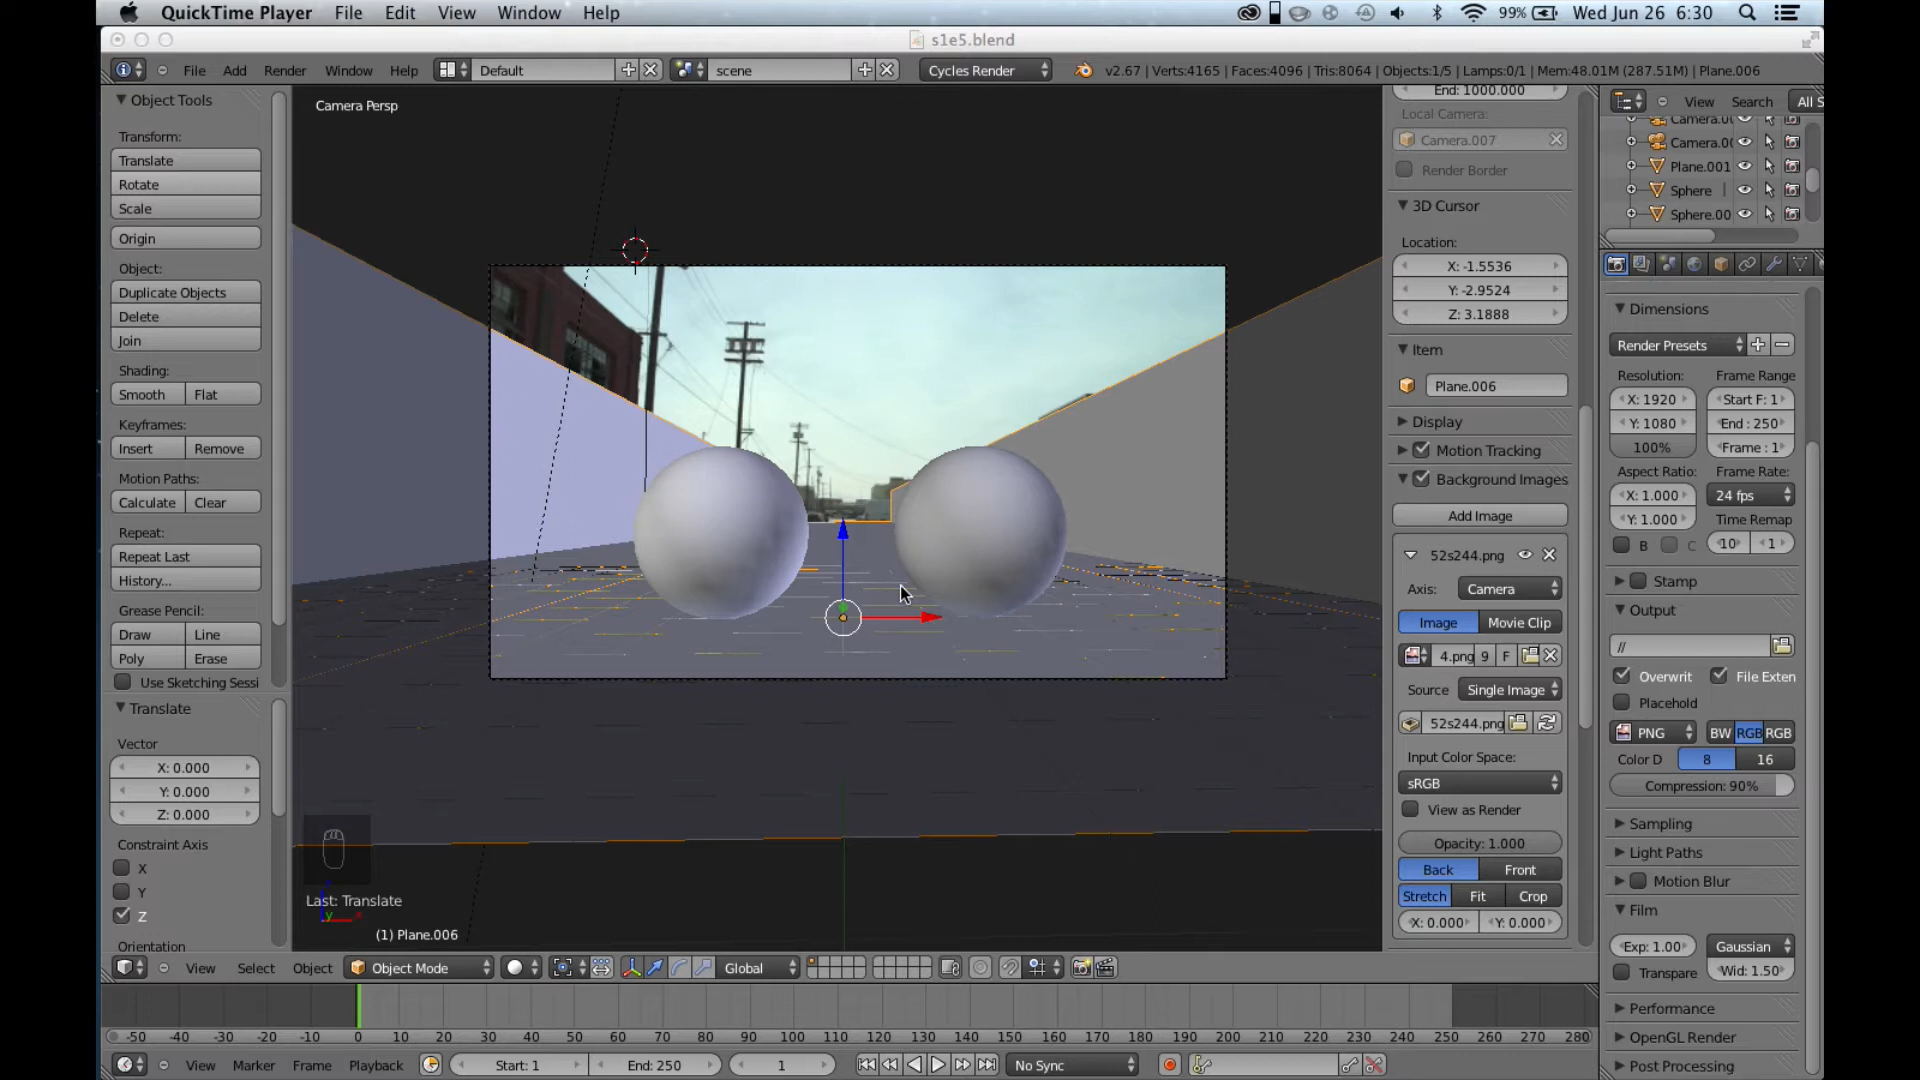 QuickTime Player File Edit View Window Help 99% Wed Jun 26 6:30
s1e5.blend
File Add Render Window Help Default scene Cycles Render v2.67 | Verts:4165 | Faces:4096 | Tris:8064 | Objects:1/5 | Lamps:0/1 | Mem:48.01M (287.51M) | Plane.006
Object Tools
Transform:
Translate
Rotate
Scale
Origin
Object:
Duplicate Objects
Delete
Join
Shading:
Smooth Flat
Keyframes:
Insert Remove
Motion Paths:
Calculate Clear
Repeat:
Repeat Last
History...
Grease Pencil:
Draw Line
Poly Erase
Use Sketching Sessi
Translate
Vector
X: 0.000
Y: 0.000
Z: 0.000
Constraint Axis
X
Y
Z
Orientation
Camera Persp
Last: Translate
(1) Plane.006
End: 1000.000
Local Camera:
Camera.007
Render Border
3D Cursor
Location:
X: -1.5536
Y: -2.9524
Z: 3.1888
Item
Plane.006
Display
Motion Tracking
Background Images
Add Image
52s244.png
Axis: Camera
Image Movie Clip
4.png 9 F
Source Single Image
52s244.png
Input Color Space:
sRGB
View as Render
Opacity: 1.000
Back Front
Stretch Fit Crop
X: 0.000 Y: 0.000
View Search All S
Camera.00
Camera.00
Plane.001
Sphere
Sphere.00
Dimensions
Render Presets
Resolution: Frame Range
X: 1920 Start F: 1
Y: 1080 End : 250
100% Frame : 1
Aspect Ratio: Frame Rate:
X: 1.000 24 fps
Y: 1.000 Time Remap
B C 10 1
Stamp
Output
//
Overwrit File Exten
Placehold
PNG BW RGB RGB
Color D 8 16
Compression: 90%
Sampling
Light Paths
Motion Blur
Film
Exp: 1.00 Gaussian
Transpare Wid: 1.50
Performance
OpenGL Render
Post Processing
View Select Object Object Mode Global
-50 -40 -30 -20 -10 0 10 20 30 40 50 60 70 80 90 100 110 120 130 140 150 160 170 180 190 200 210 220 230 240 250 260 270 280
View Marker Frame Playback Start: 1 End: 250 1 No Sync